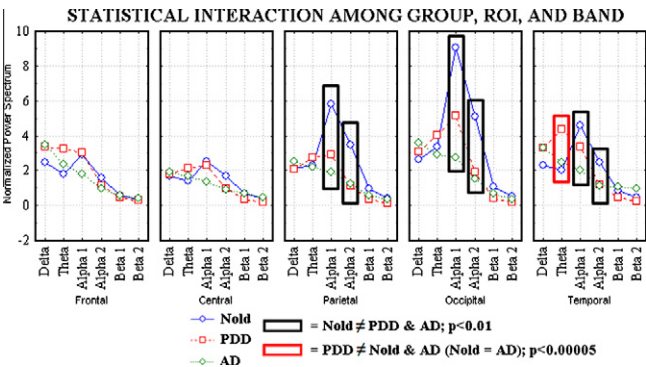 STATISTICAL INTERACTION AMONG GROUP, ROI, AND BAND
Normalized Power Spectrum
10
8
6
4
2
0
-2
Delta
Theta
Alpha 1
Alpha 2
Beta 1
Beta 2
Frontal
Delta
Theta
Alpha 1
Alpha 2
Beta 1
Beta 2
Central
Delta
Theta
Alpha 1
Alpha 2
Beta 1
Beta 2
Parietal
Delta
Theta
Alpha 1
Alpha 2
Beta 1
Beta 2
Occipital
Delta
Theta
Alpha 1
Alpha 2
Beta 1
Beta 2
Temporal
Nold
PDD
AD
= Nold ≠ PDD & AD; p<0.01
= PDD ≠ Nold & AD (Nold = AD); p<0.00005